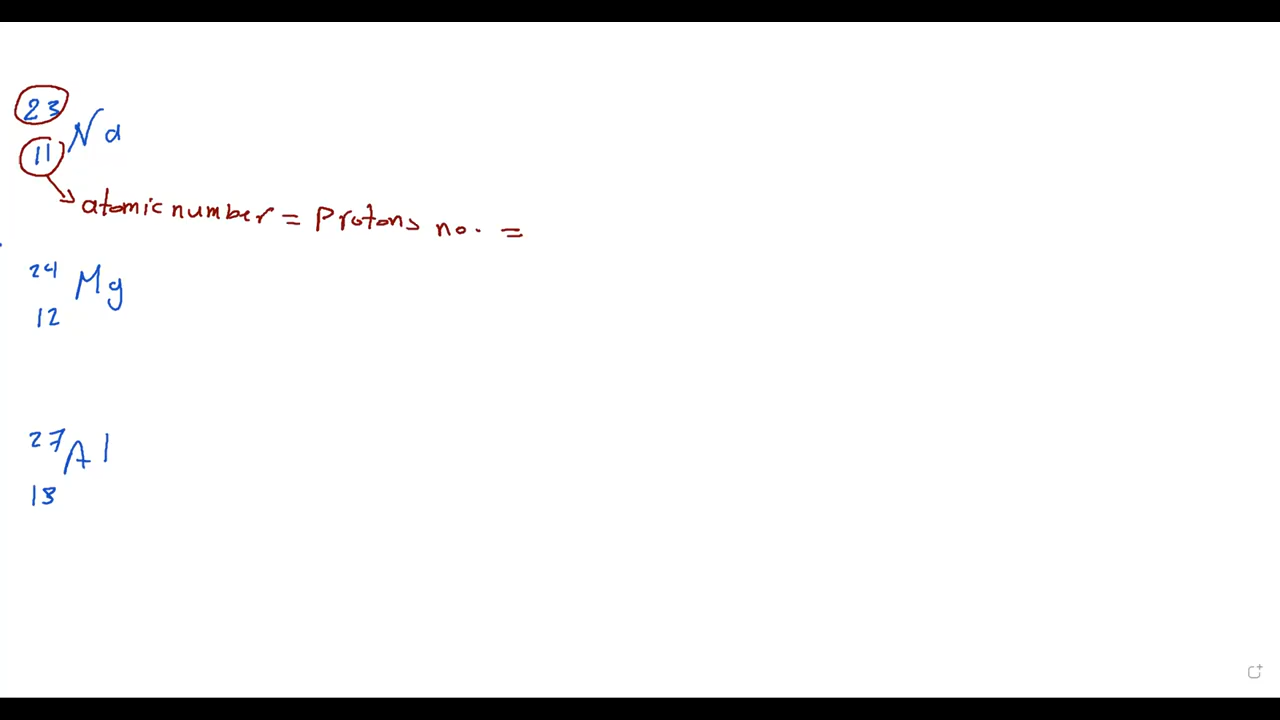 23
11 Na
atomic number = Protons no. =
24
Mg
12
27
Al
13